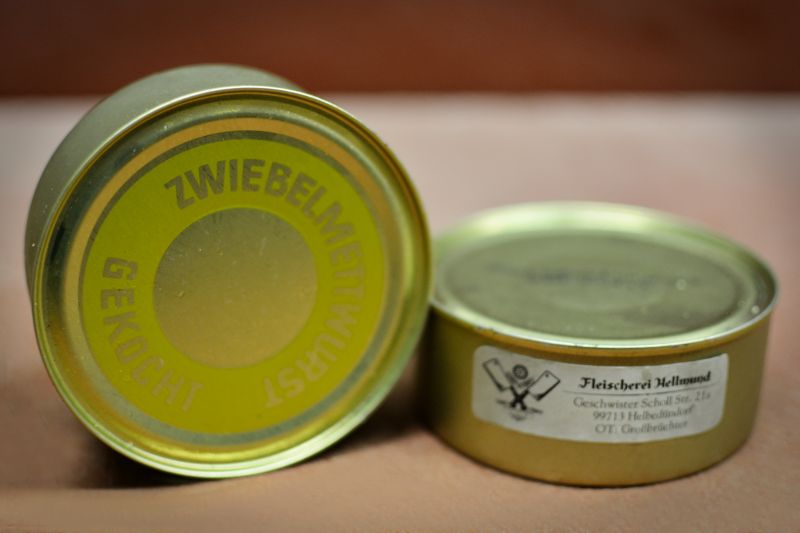 ZWIEBELMETTWURST
GEKOCHT
Fleischerei Hellmund
Geschwister Scholl Str. 21a
99713 Helbedündorf
OT: Großbrüchter